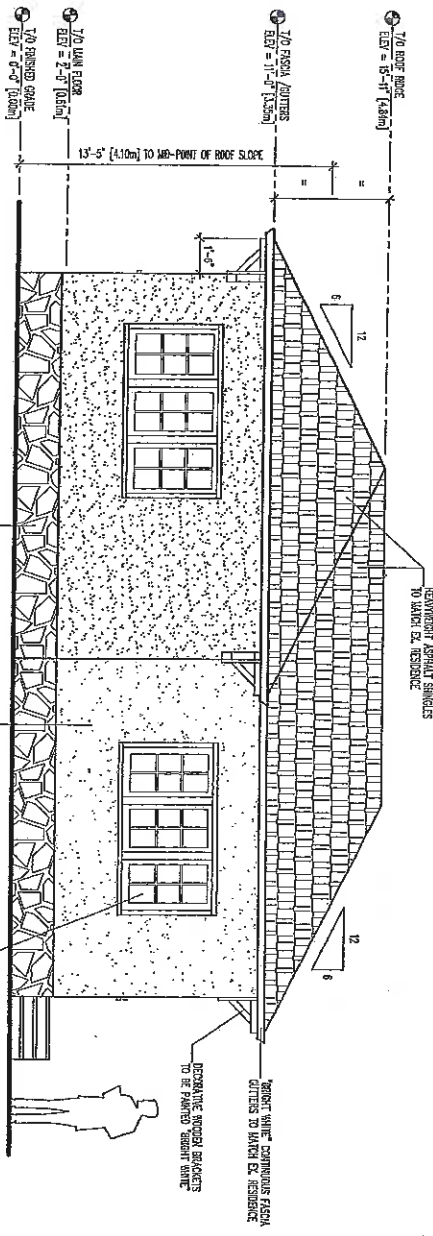 T/O ROOF RIDGE
ELEV = 15'-11" [4.84m]
T/O FASCIA /GUTTERS
ELEV = 11'-0" [3.35m]
T/O MAIN FLOOR
ELEV = 2'-0" [0.61m]
T/O FINISHED GRADE
ELEV = 0'-0" [0.00m]
13'-5" [4.10m] TO MID-POINT OF ROOF SLOPE
=
=
1'-6"
6
12
HEAVYWEIGHT ASPHALT SHINGLES
TO MATCH EX. RESIDENCE
12
6
"BRIGHT WHITE" CONTINUOUS FASCIA
GUTTERS TO MATCH EX. RESIDENCE
DECORATIVE WOODEN BRACKETS
TO BE PAINTED "BRIGHT WHITE"